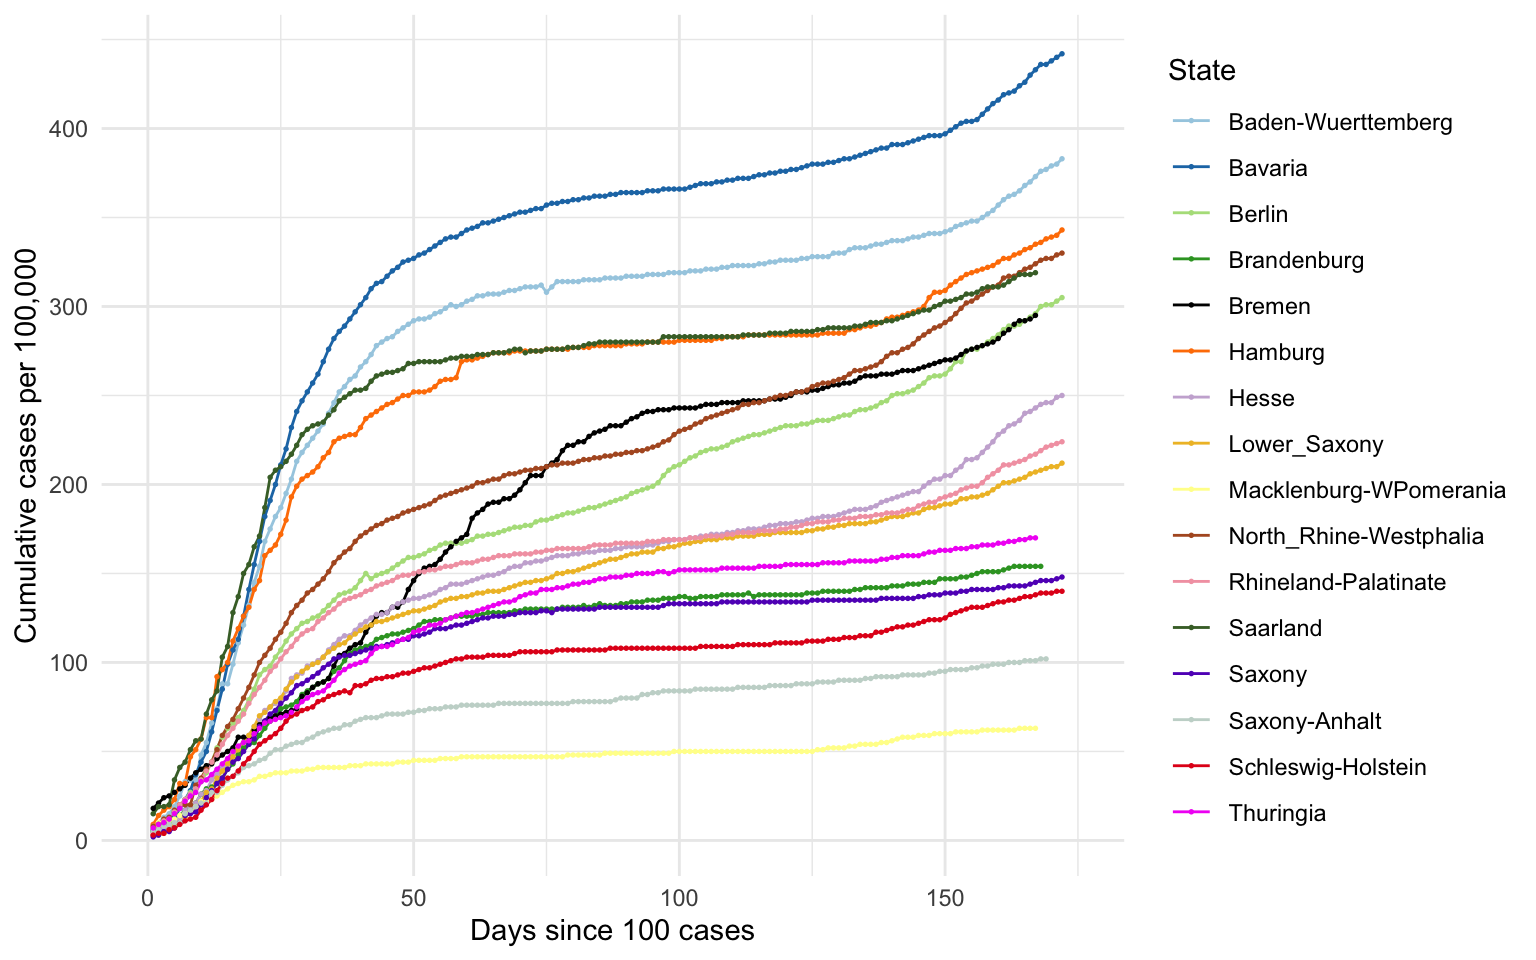 400
300
200
100
0
0 50 100 150
Days since 100 cases
Cumulative cases per 100,000
State
Baden-Wuerttemberg
Bavaria
Berlin
Brandenburg
Bremen
Hamburg
Hesse
Lower_Saxony
Macklenburg-WPomerania
North_Rhine-Westphalia
Rhineland-Palatinate
Saarland
Saxony
Saxony-Anhalt
Schleswig-Holstein
Thuringia